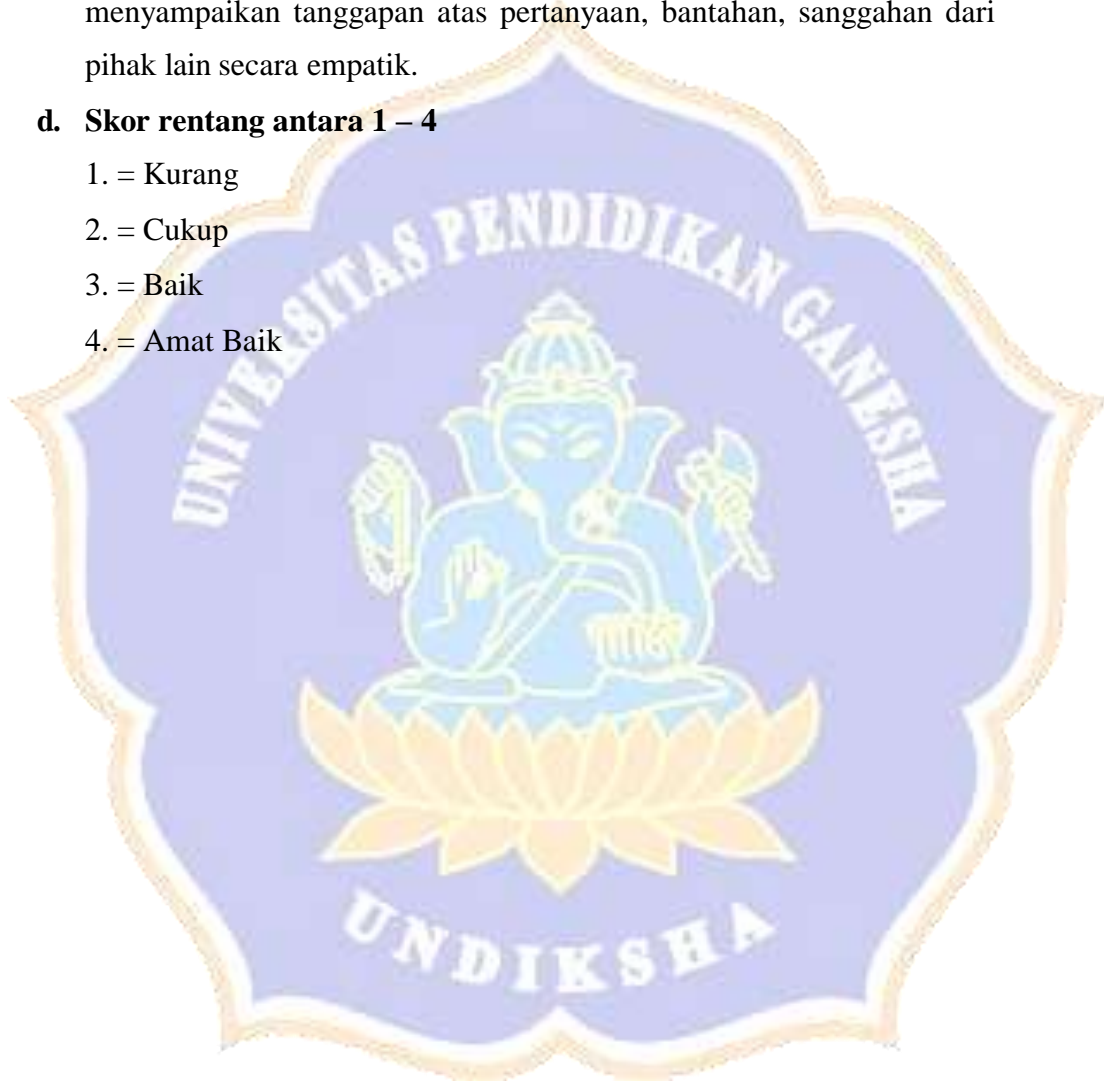 menyampaikan tanggapan atas pertanyaan, bantahan, sanggahan dari
pihak lain secara empatik.
d. Skor rentang antara 1 – 4
1. = Kurang
2. = Cukup
3. = Baik
4. = Amat Baik
UNIVERSITAS PENDIDIKAN GANESHA
UNDIKSHA